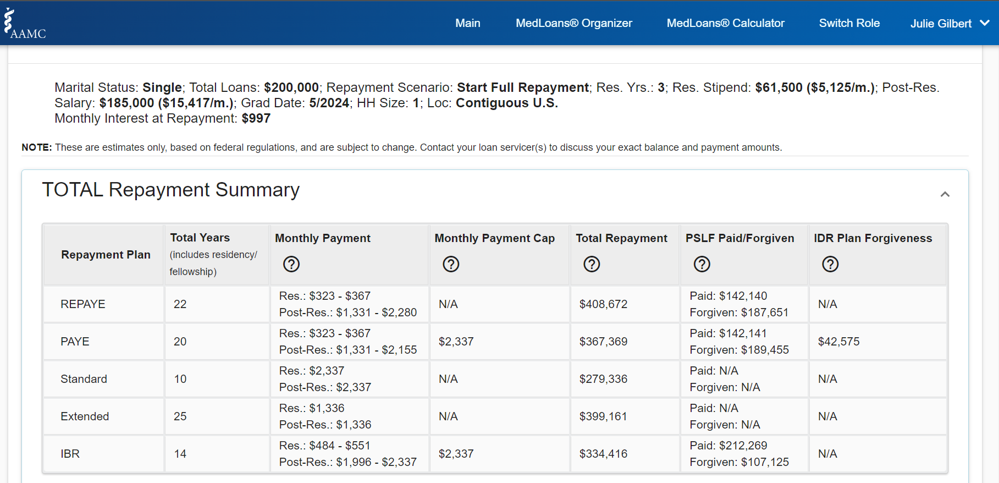 AAMC
Main MedLoans® Organizer MedLoans® Calculator Switch Role Julie Gilbert
Marital Status: Single; Total Loans: $200,000; Repayment Scenario: Start Full Repayment; Res. Yrs.: 3; Res. Stipend: $61,500 ($5,125/m.); Post-Res.
Salary: $185,000 ($15,417/m.); Grad Date: 5/2024; HH Size: 1; Loc: Contiguous U.S.
Monthly Interest at Repayment: $997
NOTE: These are estimates only, based on federal regulations, and are subject to change. Contact your loan servicer(s) to discuss your exact balance and payment amounts.
TOTAL Repayment Summary
Repayment Plan
Total Years
(includes residency/
fellowship)
Monthly Payment
?
Monthly Payment Cap
?
Total Repayment
?
PSLF Paid/Forgiven
?
IDR Plan Forgiveness
?
REPAYE
22
Res.: $323 - $367
Post-Res.: $1,331 - $2,280
N/A
$408,672
Paid: $142,140
Forgiven: $187,651
N/A
PAYE
20
Res.: $323 - $367
Post-Res.: $1,331 - $2,155
$2,337
$367,369
Paid: $142,141
Forgiven: $189,455
$42,575
Standard
10
Res.: $2,337
Post-Res.: $2,337
N/A
$279,336
Paid: N/A
Forgiven: N/A
N/A
Extended
25
Res.: $1,336
Post-Res.: $1,336
N/A
$399,161
Paid: N/A
Forgiven: N/A
N/A
IBR
14
Res.: $484 - $551
Post-Res.: $1,996 - $2,337
$2,337
$334,416
Paid: $212,269
Forgiven: $107,125
N/A